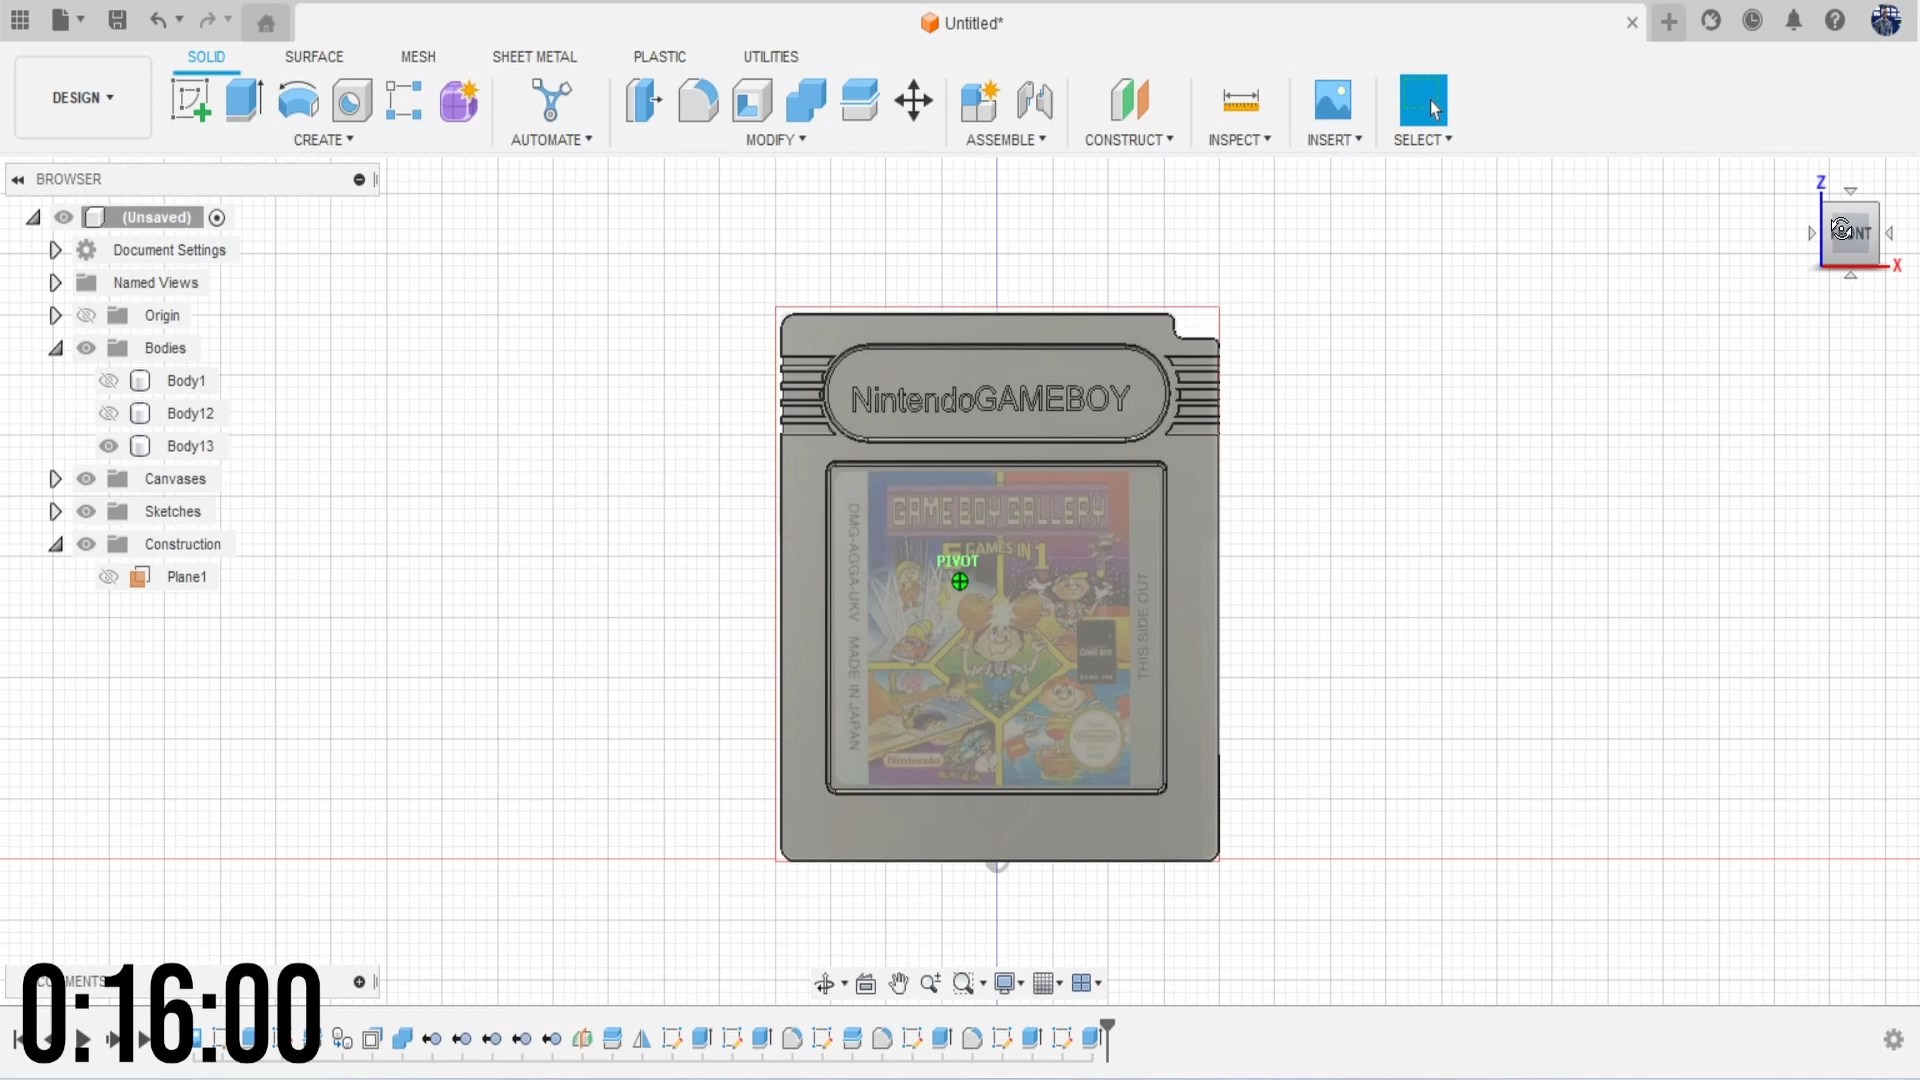 Untitled*
DESIGN
SOLID
SURFACE
MESH
SHEET METAL
PLASTIC
UTILITIES
CREATE
AUTOMATE
MODIFY
ASSEMBLE
CONSTRUCT
INSPECT
INSERT
SELECT
BROWSER
(Unsaved)
Document Settings
Named Views
Origin
Bodies
Body1
Body12
Body13
Canvases
Sketches
Construction
Plane1
Z
X
NintendoGAMEBOY
GAME BOY GALLERY
5 GAMES IN 1
PIVOT
DMG-AGGA-UKV MADE IN JAPAN
THIS SIDE OUT
Nintendo
0:16:00